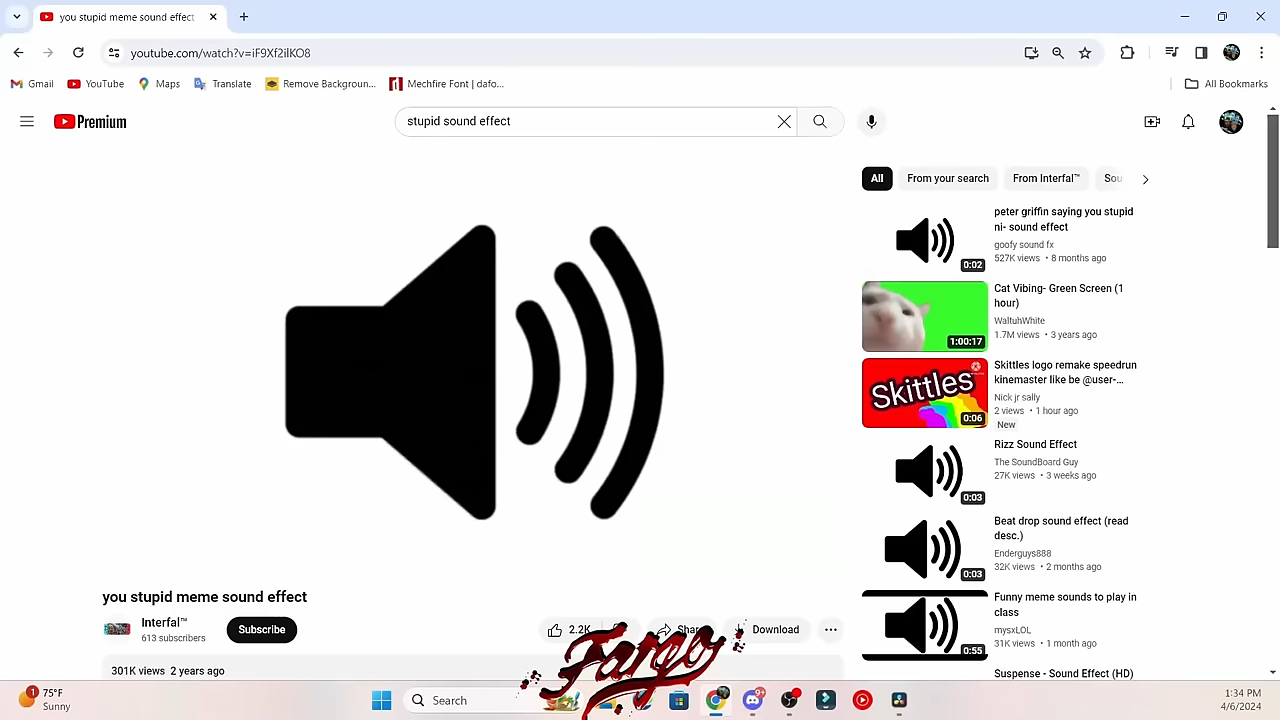 you stupid meme sound effect
youtube.com/watch?v=iF9Xf2ilKO8
Gmail YouTube Maps Translate Remove Backgroun... Mechfire Font | dafo... All Bookmarks
Premium
stupid sound effect
All From your search From Interfal™
peter griffin saying you stupid
ni- sound effect
goofy sound fx
527K views • 8 months ago
0:02
Cat Vibing- Green Screen (1
hour)
WaltuhWhite
1.7M views • 3 years ago
1:00:17
Skittles logo remake speedrun
kinemaster like be @user-...
Nick jr sally
2 views • 1 hour ago
New
Skittles
0:06
Rizz Sound Effect
The SoundBoard Guy
27K views • 3 weeks ago
0:03
Beat drop sound effect (read
desc.)
Enderguys888
32K views • 2 months ago
0:03
Funny meme sounds to play in
class
mysxLOL
31K views • 1 month ago
0:55
Suspense - Sound Effect (HD)
you stupid meme sound effect
Interfal™
613 subscribers
Subscribe
2.2K Download
301K views 2 years ago
75°F
Sunny
1
Search
9+
1:34 PM
4/6/2024